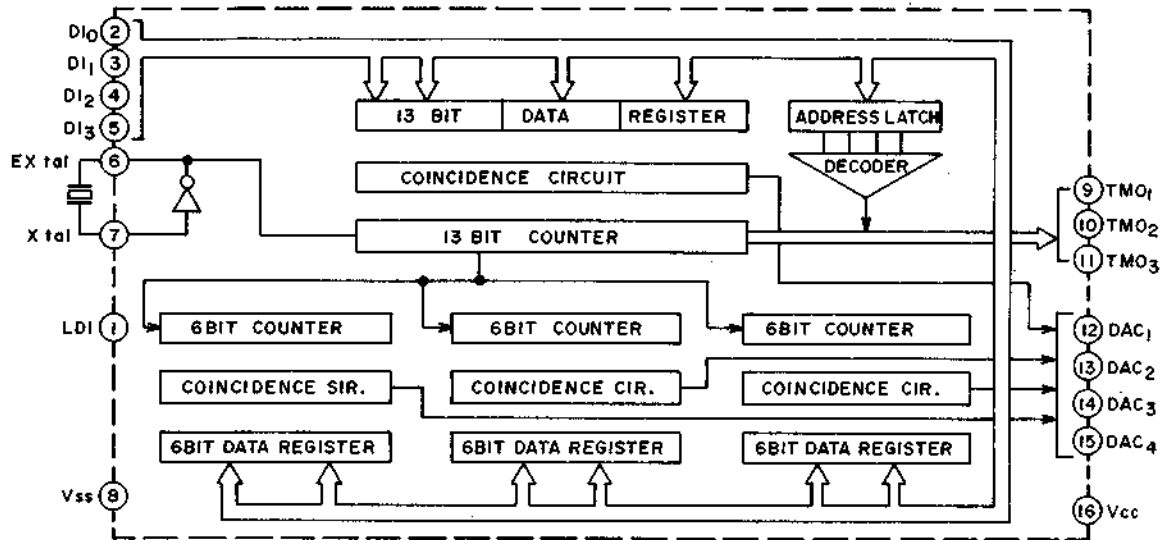 DI0 2
DI1 3
DI2 4
DI3 5
13 BIT DATA REGISTER
ADDRESS LATCH
DECODER
EX tal 6
COINCIDENCE CIRCUIT
X tal 7
13 BIT COUNTER
9 TMO1
10 TMO2
11 TMO3
LDI 1
6BIT COUNTER
6BIT COUNTER
6BIT COUNTER
12 DAC1
13 DAC2
COINCIDENCE SIR.
COINCIDENCE CIR.
COINCIDENCE CIR.
14 DAC3
15 DAC4
6BIT DATA REGISTER
6BIT DATA REGISTER
6BIT DATA REGISTER
Vss 8
16 Vcc